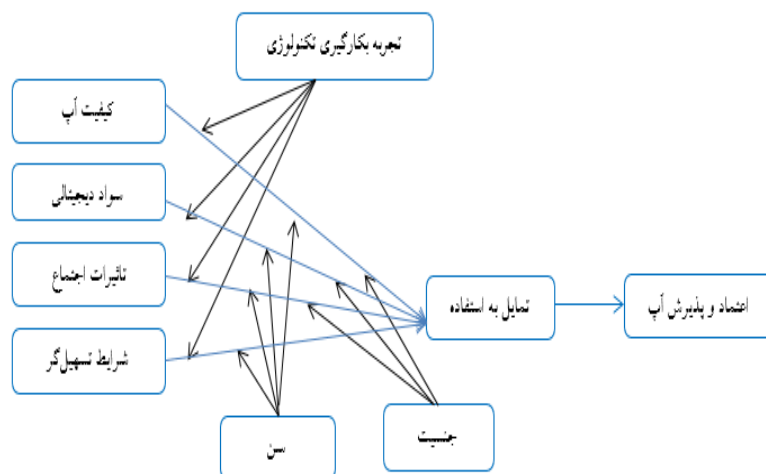 تجربه بکارگیری تکنولوژی
کیفیت آپ
سواد دیجیتالی
تاثیرات اجتماع
شرایط تسهیل‌گر
تمایل به استفاده
اعتماد و پذیرش آپ
سن
جنسیت